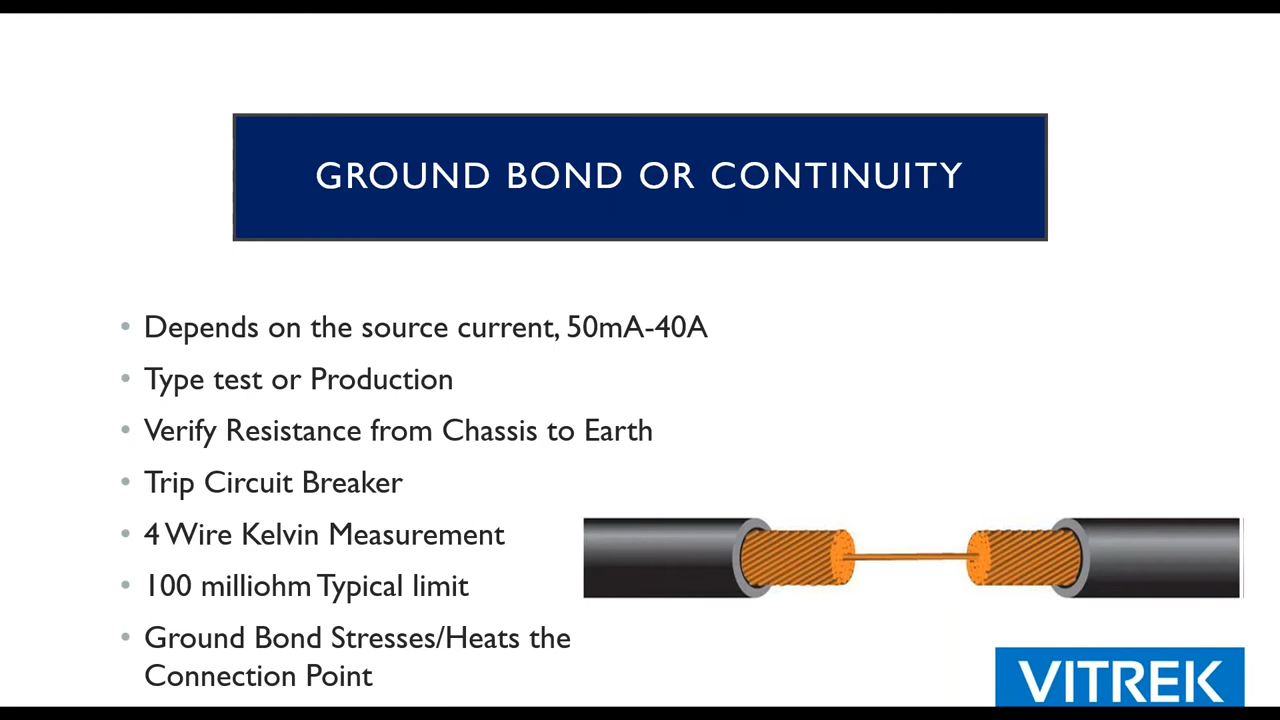 GROUND BOND OR CONTINUITY
• Depends on the source current, 50mA-40A
• Type test or Production
• Verify Resistance from Chassis to Earth
• Trip Circuit Breaker
• 4 Wire Kelvin Measurement
• 100 milliohm Typical limit
• Ground Bond Stresses/Heats the
Connection Point
VITREK